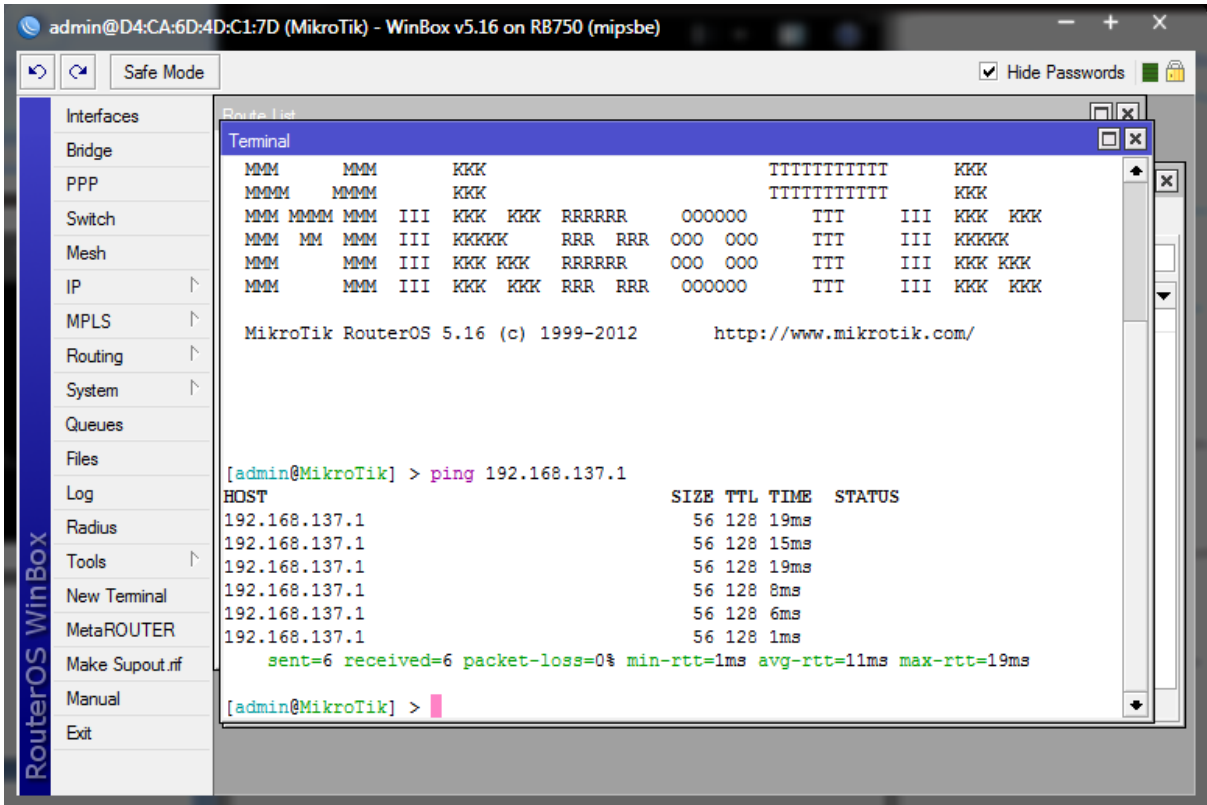 admin@D4:CA:6D:4D:C1:7D (MikroTik) - WinBox v5.16 on RB750 (mipsbe)
Safe Mode
Hide Passwords
RouterOS WinBox
Interfaces
Bridge
PPP
Switch
Mesh
IP
MPLS
Routing
System
Queues
Files
Log
Radius
Tools
New Terminal
MetaROUTER
Make Supout.rif
Manual
Exit
Route List
Terminal
MMM MMM KKK TTTTTTTTTTT KKK
MMMM MMMM KKK TTTTTTTTTTT KKK
MMM MMMM MMM III KKK KKK RRRRRR OOOOOO TTT III KKK KKK
MMM MM MMM III KKKKK RRR RRR OOO OOO TTT III KKKKK
MMM MMM III KKK KKK RRRRRR OOO OOO TTT III KKK KKK
MMM MMM III KKK KKK RRR RRR OOOOOO TTT III KKK KKK
MikroTik RouterOS 5.16 (c) 1999-2012 http://www.mikrotik.com/
[admin@MikroTik] > ping 192.168.137.1
HOST SIZE TTL TIME STATUS
192.168.137.1 56 128 19ms
192.168.137.1 56 128 15ms
192.168.137.1 56 128 19ms
192.168.137.1 56 128 8ms
192.168.137.1 56 128 6ms
192.168.137.1 56 128 1ms
sent=6 received=6 packet-loss=0% min-rtt=1ms avg-rtt=11ms max-rtt=19ms
[admin@MikroTik] >